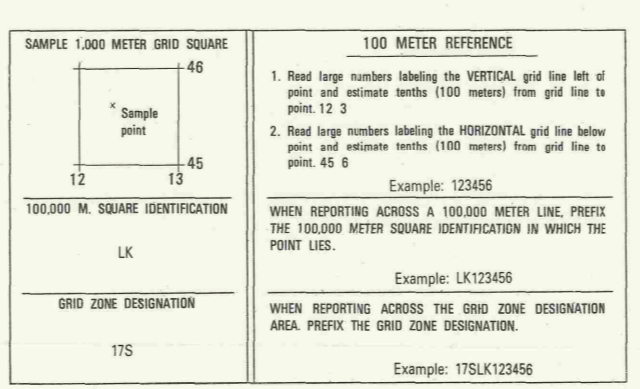 SAMPLE 1,000 METER GRID SQUARE
46
x Sample
point
45
12 13
100,000 M. SQUARE IDENTIFICATION
LK
GRID ZONE DESIGNATION
17S
100 METER REFERENCE
1. Read large numbers labeling the VERTICAL grid line left of
point and estimate tenths (100 meters) from grid line to
point. 12 3
2. Read large numbers labeling the HORIZONTAL grid line below
point and estimate tenths (100 meters) from grid line to
point. 45 6
Example: 123456
WHEN REPORTING ACROSS A 100,000 METER LINE, PREFIX
THE 100,000 METER SQUARE IDENTIFICATION IN WHICH THE
POINT LIES.
Example: LK123456
WHEN REPORTING ACROSS THE GRID ZONE DESIGNATION
AREA. PREFIX THE GRID ZONE DESIGNATION.
Example: 17SLK123456